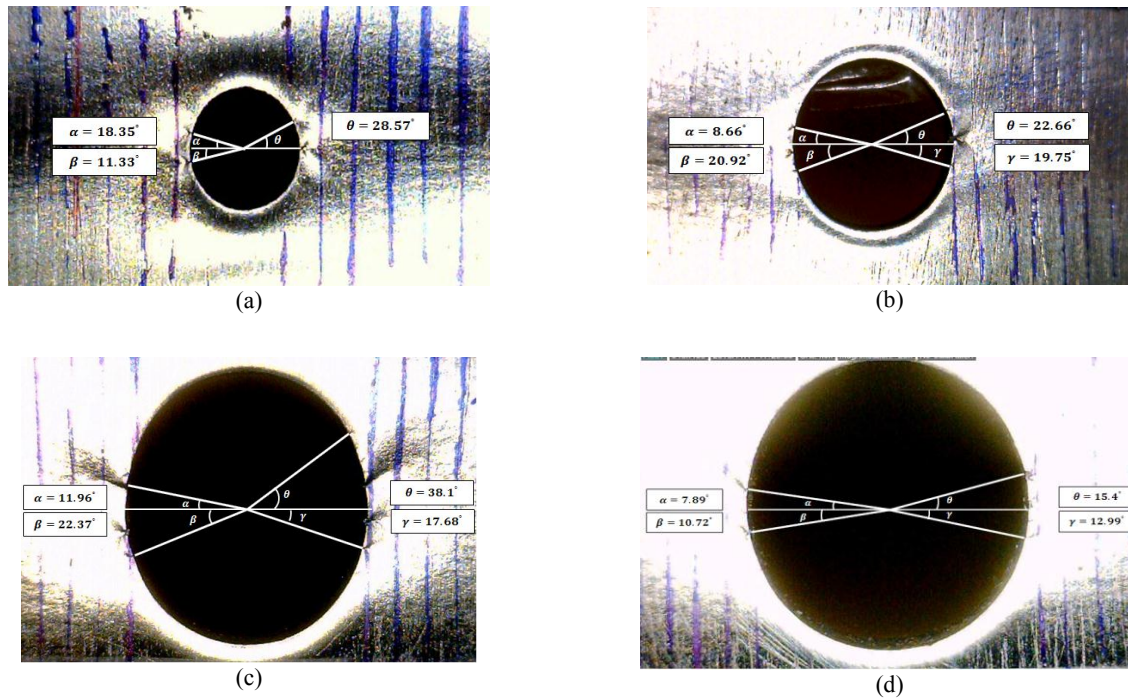 α = 18.35°
β = 11.33°
θ = 28.57°
α
β
θ
(a)
α = 8.66°
β = 20.92°
θ = 22.66°
γ = 19.75°
α
β
θ
γ
(b)
α = 11.96°
β = 22.37°
θ = 38.1°
γ = 17.68°
α
β
θ
γ
(c)
α = 7.89°
β = 10.72°
θ = 15.4°
γ = 12.99°
α
β
θ
γ
(d)